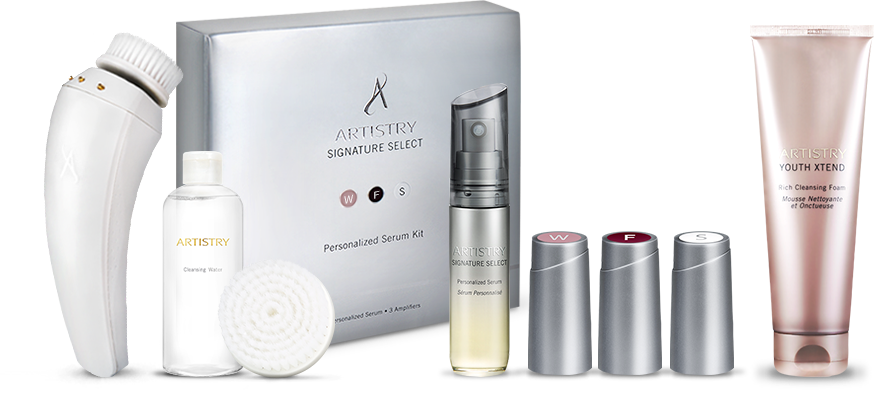 ARTISTRY
Cleansing Water
ARTISTRY
SIGNATURE SELECT
W F S
Personalized Serum Kit
Personalized Serum • 3 Amplifiers
ARTISTRY
SIGNATURE SELECT
Personalized Serum
Sérum Personnalisé
W
F
S
ARTISTRY
YOUTH XTEND
Rich Cleansing Foam
Mousse Nettoyante
et Onctueuse